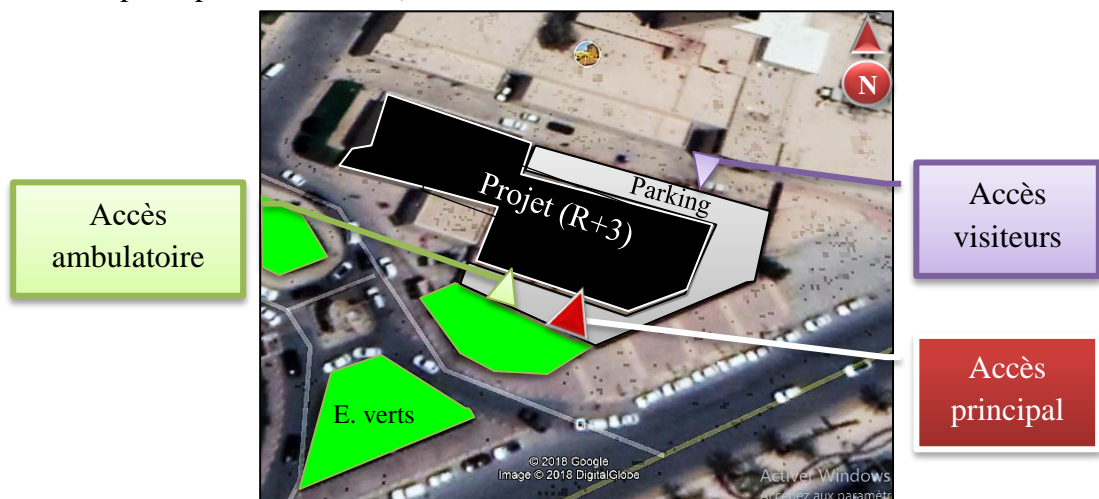 N
Parking
Projet (R+3)
Accès
ambulatoire
Accès
visiteurs
Accès
principal
E. verts
© 2018 Google
Image © 2018 DigitalGlobe
Activer Windows